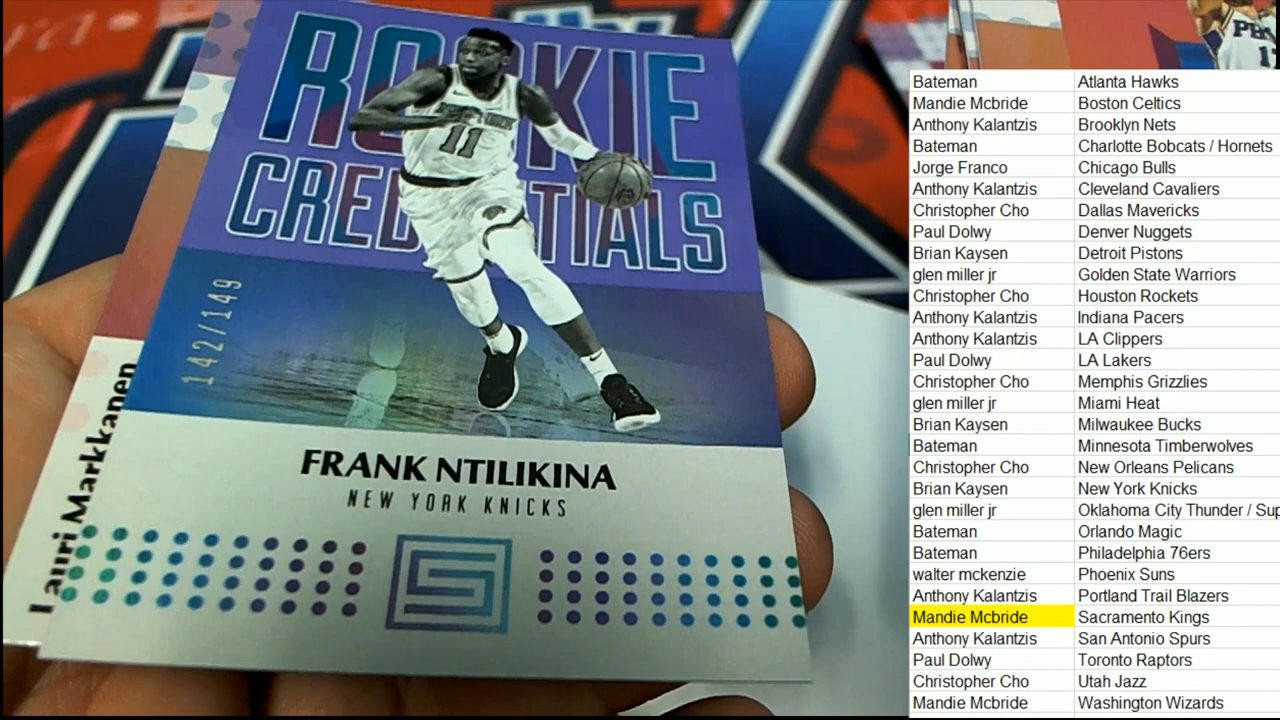 ROOKIE
CREDENTIALS
11
142/149
FRANK NTILIKINA
NEW YORK KNICKS
Lauri Markkanen
Bateman Atlanta Hawks
Mandie Mcbride Boston Celtics
Anthony Kalantzis Brooklyn Nets
Bateman Charlotte Bobcats / Hornets
Jorge Franco Chicago Bulls
Anthony Kalantzis Cleveland Cavaliers
Christopher Cho Dallas Mavericks
Paul Dolwy Denver Nuggets
Brian Kaysen Detroit Pistons
glen miller jr Golden State Warriors
Christopher Cho Houston Rockets
Anthony Kalantzis Indiana Pacers
Anthony Kalantzis LA Clippers
Paul Dolwy LA Lakers
Christopher Cho Memphis Grizzlies
glen miller jr Miami Heat
Brian Kaysen Milwaukee Bucks
Bateman Minnesota Timberwolves
Christopher Cho New Orleans Pelicans
Brian Kaysen New York Knicks
glen miller jr Oklahoma City Thunder / Sup
Bateman Orlando Magic
Bateman Philadelphia 76ers
walter mckenzie Phoenix Suns
Anthony Kalantzis Portland Trail Blazers
Mandie Mcbride Sacramento Kings
Anthony Kalantzis San Antonio Spurs
Paul Dolwy Toronto Raptors
Christopher Cho Utah Jazz
Mandie Mcbride Washington Wizards